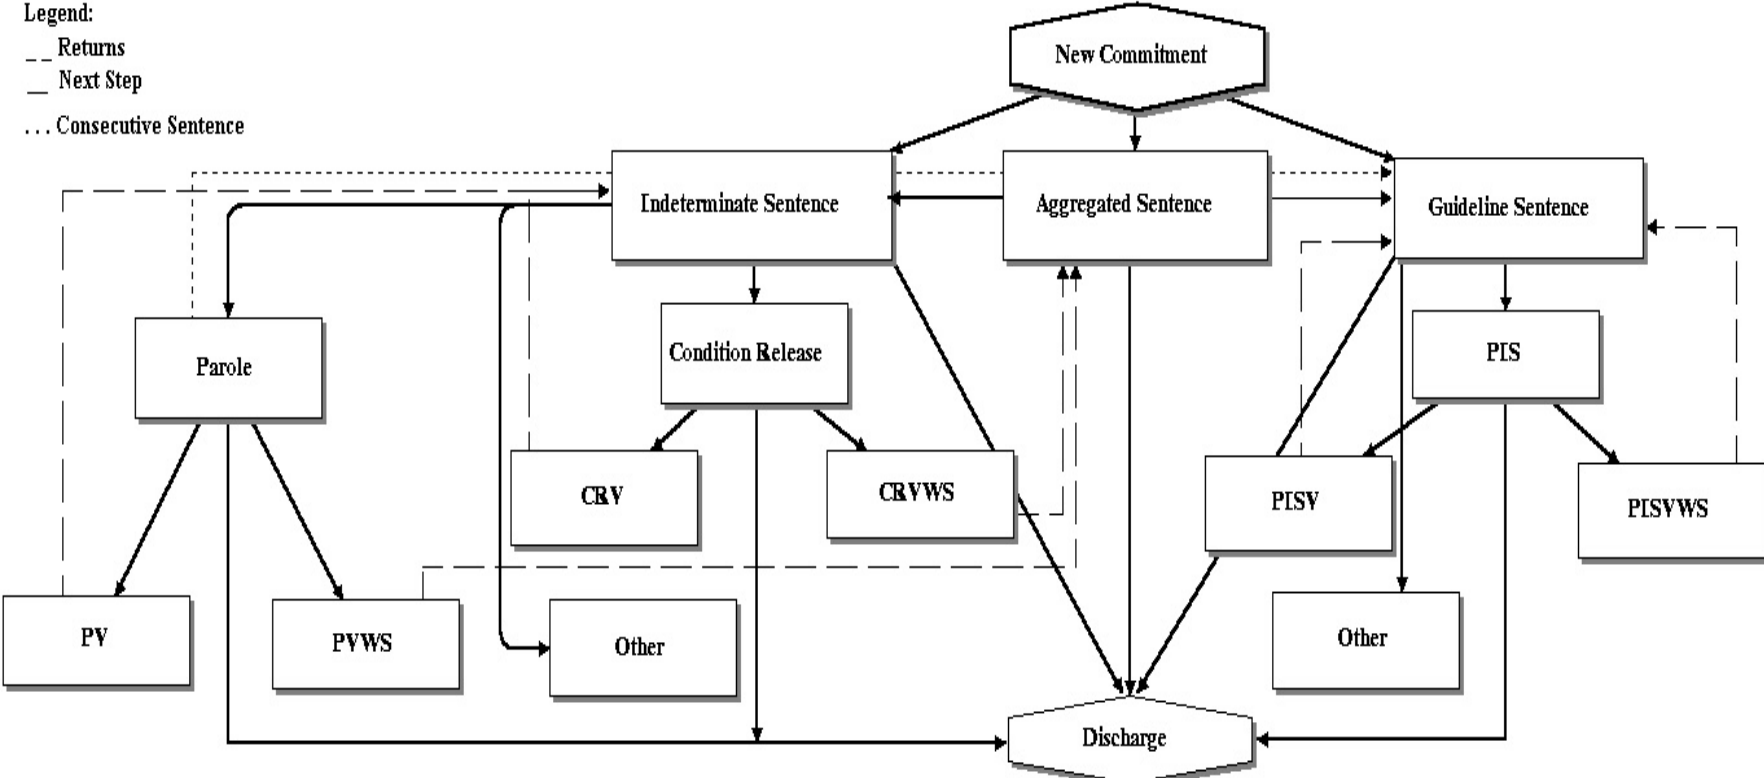 Legend:
_ _ Returns
__ Next Step
... Consecutive Sentence
New Commitment
Indeterminate Sentence
Aggregated Sentence
Guideline Sentence
Parole
Condition Release
PIS
CRV
CRVWS
PISV
PISVWS
PV
PVWS
Other
Other
Discharge